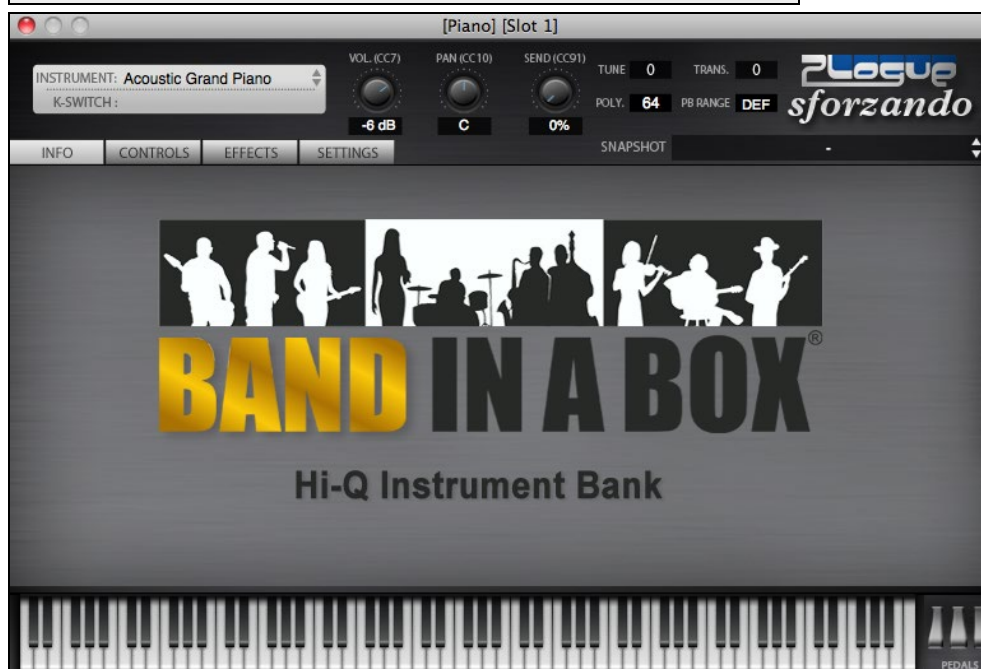 [Piano] [Slot 1]
INSTRUMENT: Acoustic Grand Piano
K-SWITCH :
VOL. (CC7)
-6 dB
PAN (CC10)
C
SEND (CC91)
0%
TUNE 0 TRANS. 0
POLY. 64 PB RANGE DEF
Plogue
sforzando
INFO CONTROLS EFFECTS SETTINGS
SNAPSHOT -
BAND IN A BOX®
Hi-Q Instrument Bank
PEDALS